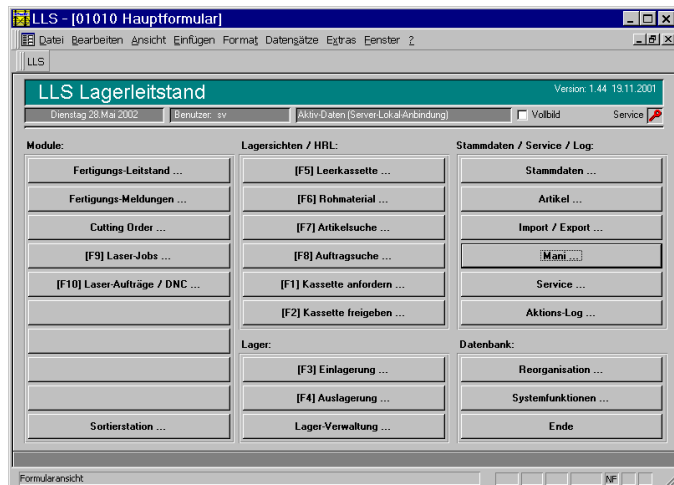 LLS - [01010 Hauptformular]
Datei Bearbeiten Ansicht Einfügen Format Datensätze Extras Fenster ?
LLS
LLS Lagerleitstand
Version: 1.44 19.11.2001
Dienstag 28.Mai 2002 Benutzer: sv Aktiv-Daten (Server-Lokal-Anbindung) Vollbild Service
Module:
Fertigungs-Leitstand ...
Fertigungs-Meldungen ...
Cutting Order ...
[F9] Laser-Jobs ...
[F10] Laser-Aufträge / DNC ...
Sortierstation ...
Lagersichten / HRL:
[F5] Leerkassette ...
[F6] Rohmaterial ...
[F7] Artikelsuche ...
[F8] Auftragsuche ...
[F1] Kassette anfordern ...
[F2] Kassette freigeben ...
Lager:
[F3] Einlagerung ...
[F4] Auslagerung ...
Lager-Verwaltung ...
Stammdaten / Service / Log:
Stammdaten ...
Artikel ...
Import / Export ...
Mani ...
Service ...
Aktions-Log ...
Datenbank:
Reorganisation ...
Systemfunktionen ...
Ende
Formularansicht
NF